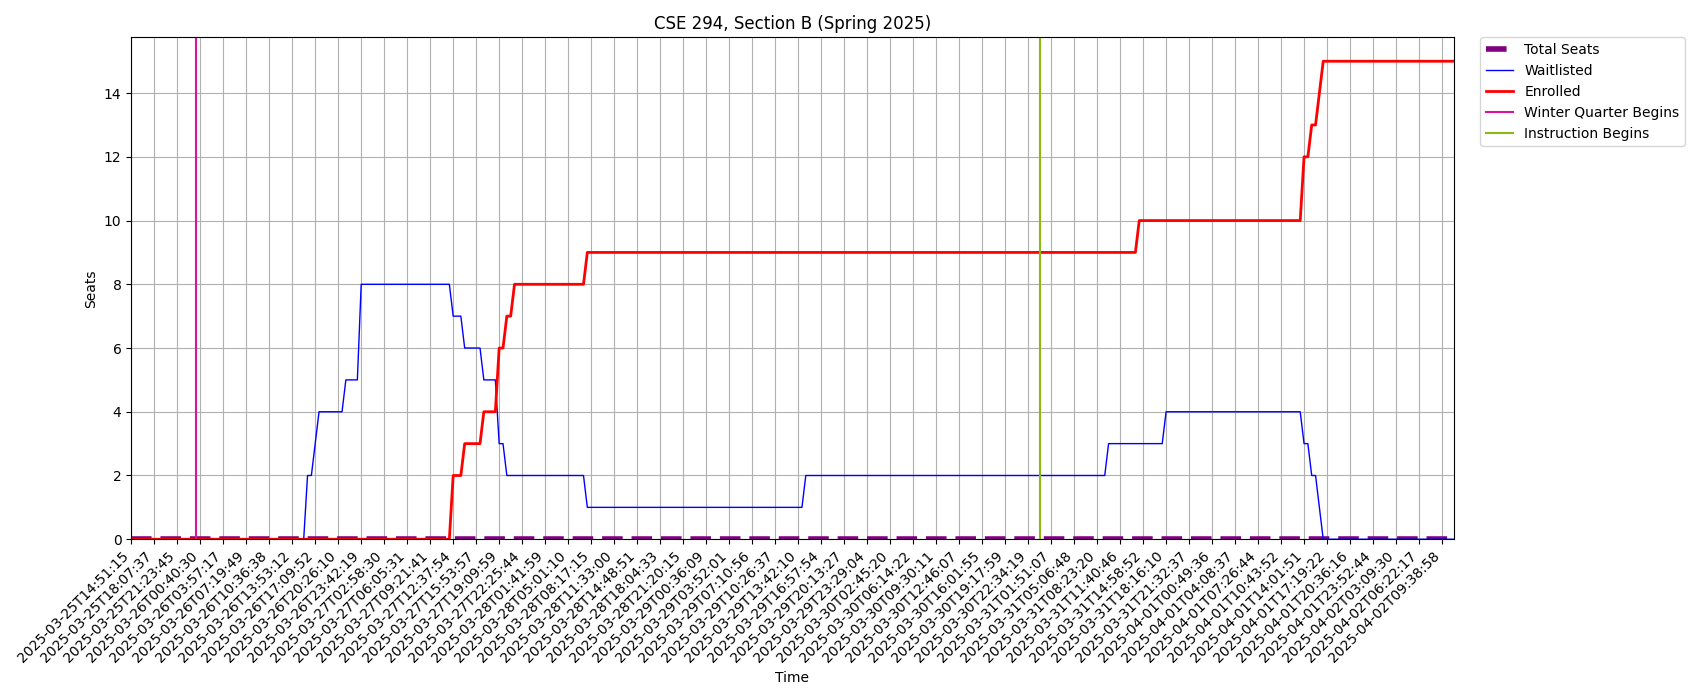 CSE 294, Section B (Spring 2025)
Total Seats
Waitlisted
Enrolled
Winter Quarter Begins
Instruction Begins
Seats
14
12
10
8
6
4
2
0
2025-03-25T14:51:15
2025-03-25T18:07:37
2025-03-25T21:23:45
2025-03-26T00:40:30
2025-03-26T03:57:17
2025-03-26T07:19:49
2025-03-26T10:36:38
2025-03-26T13:53:12
2025-03-26T17:09:52
2025-03-26T20:26:10
2025-03-26T23:42:19
2025-03-27T02:58:30
2025-03-27T06:05:31
2025-03-27T09:21:41
2025-03-27T12:37:54
2025-03-27T15:53:57
2025-03-27T19:09:59
2025-03-27T22:25:44
2025-03-28T01:41:59
2025-03-28T05:01:10
2025-03-28T08:17:15
2025-03-28T11:33:00
2025-03-28T14:48:51
2025-03-28T18:04:33
2025-03-28T21:20:15
2025-03-29T00:36:09
2025-03-29T03:52:01
2025-03-29T07:10:56
2025-03-29T10:26:37
2025-03-29T13:42:10
2025-03-29T16:57:54
2025-03-29T20:13:27
2025-03-29T23:29:04
2025-03-30T02:45:20
2025-03-30T06:14:22
2025-03-30T09:30:11
2025-03-30T12:46:07
2025-03-30T16:01:55
2025-03-30T19:17:59
2025-03-30T22:34:19
2025-03-31T01:51:07
2025-03-31T05:06:48
2025-03-31T08:23:20
2025-03-31T11:40:46
2025-03-31T14:58:52
2025-03-31T18:16:10
2025-03-31T21:32:37
2025-04-01T00:49:36
2025-04-01T04:08:37
2025-04-01T07:26:44
2025-04-01T10:43:52
2025-04-01T14:01:51
2025-04-01T17:19:22
2025-04-01T20:36:16
2025-04-01T23:52:44
2025-04-02T03:09:30
2025-04-02T06:22:17
2025-04-02T09:38:58
Time